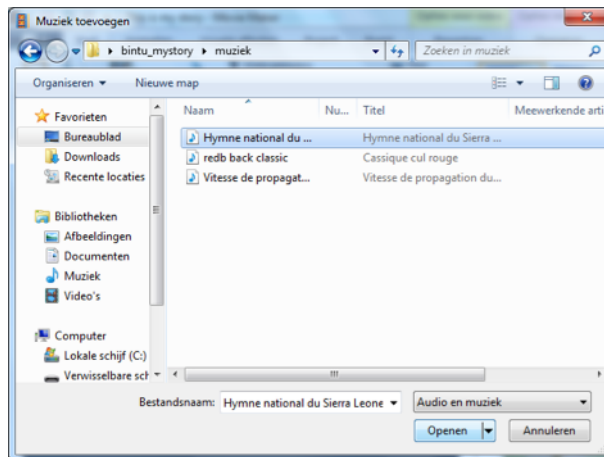 Muziek toevoegen
bintu_mystory muziek Zoeken in muziek
Organiseren Nieuwe map
Naam Nu... Titel Meewerkende arti
Favorieten
Bureaublad
Downloads
Recente locaties
Bibliotheken
Afbeeldingen
Documenten
Muziek
Video's
Computer
Lokale schijf (C:)
Verwisselbare sch
Hymne national du ... Hymne national du Sierra ...
redb back classic Cassique cul rouge
Vitesse de propagat... Vitesse de propagation du...
Bestandsnaam: Hymne national du Sierra Leone Audio en muziek
Openen Annuleren